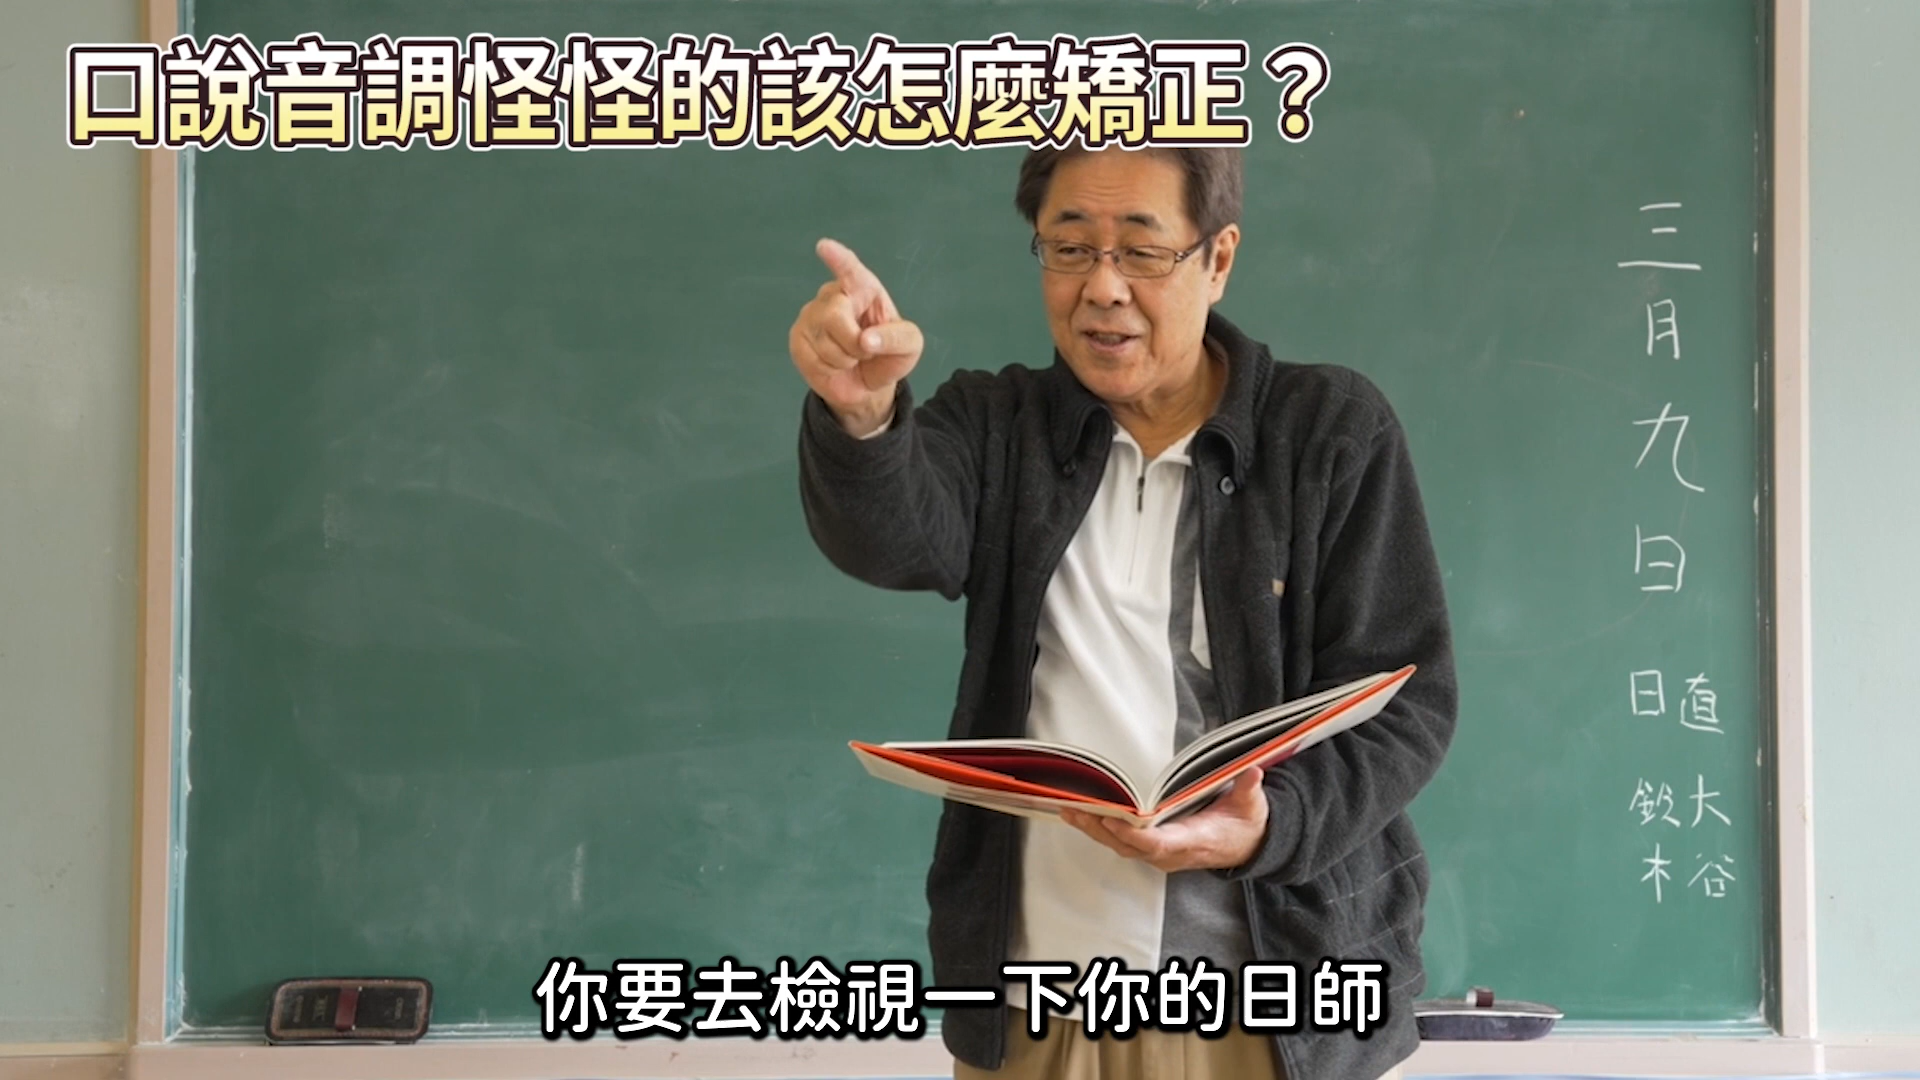 口說音調怪怪的該怎麼矯正？
三月九日
日直
大谷
鈴木
你要去檢視一下你的日師